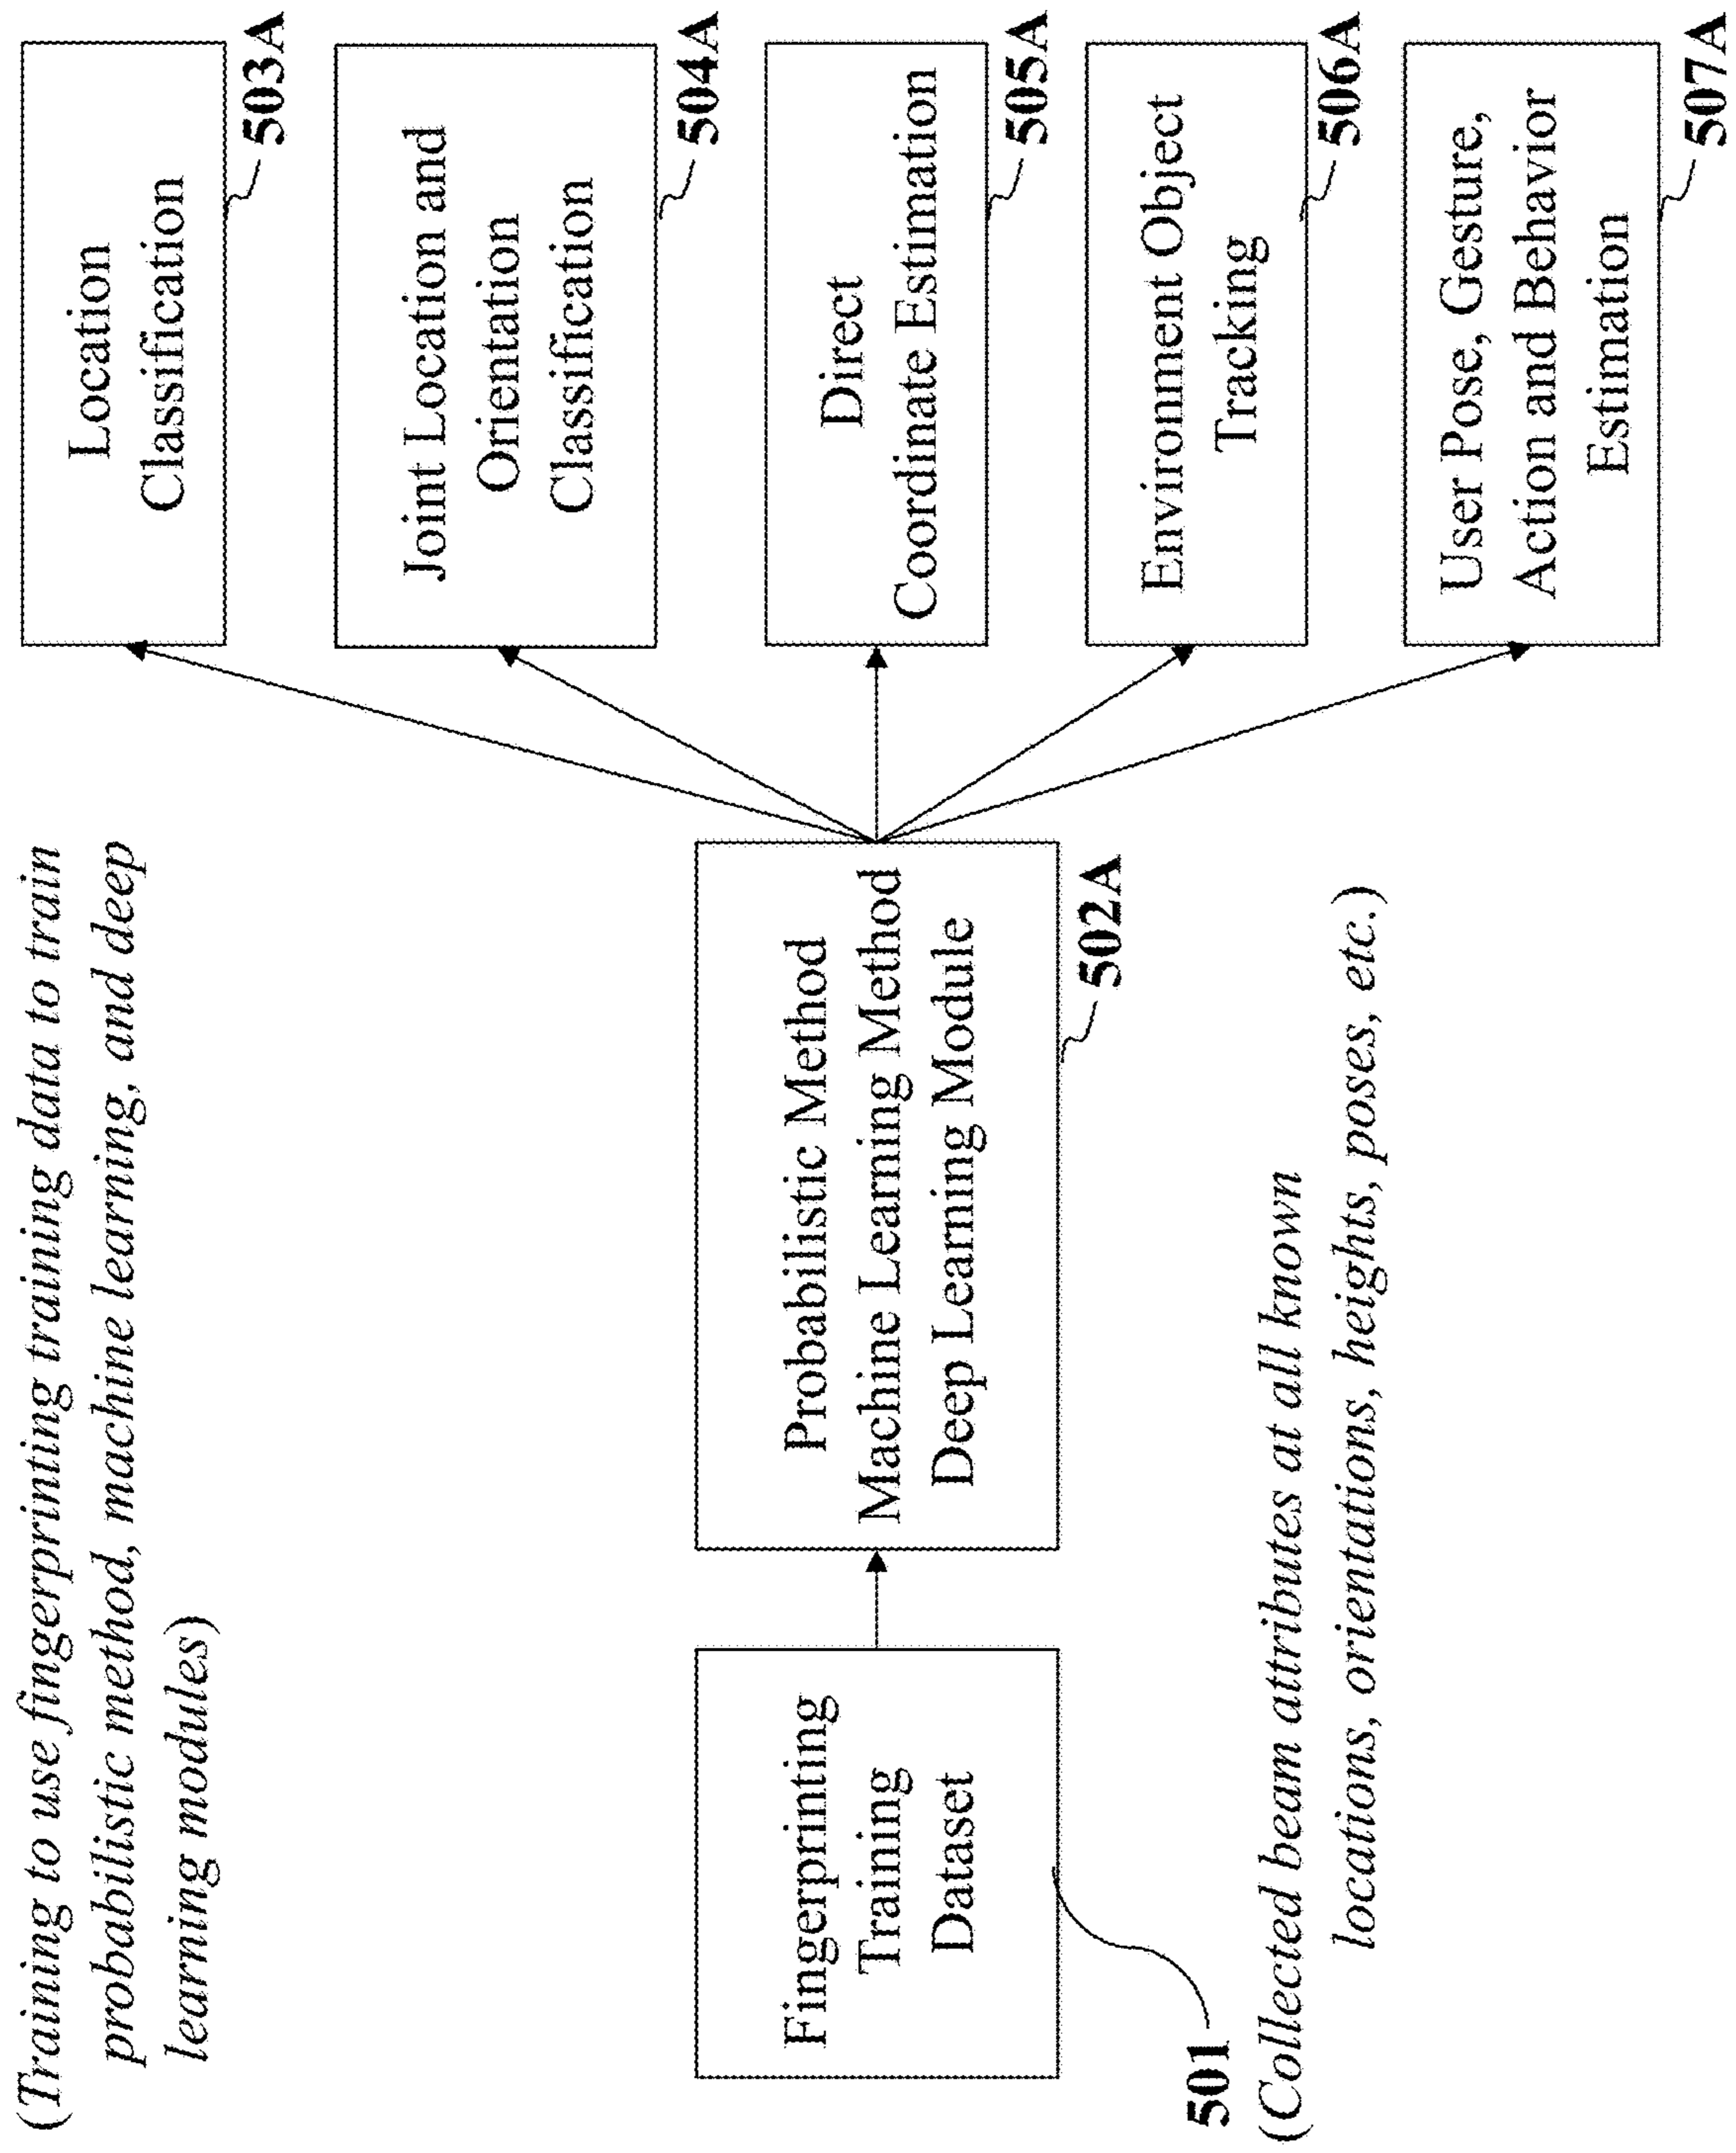 (Training to use fingerprinting training data to train
probabilistic method, machine learning, and deep
learning modules)
Fingerprinting
Training
Dataset
501
(Collected beam attributes at all known
locations, orientations, heights, poses, etc.)
Probabilistic Method
Machine Learning Method
Deep Learning Module
502A
Location
Classification
503A
Joint Location and
Orientation
Classification
504A
Direct
Coordinate Estimation
505A
Environment Object
Tracking
506A
User Pose, Gesture,
Action and Behavior
Estimation
507A